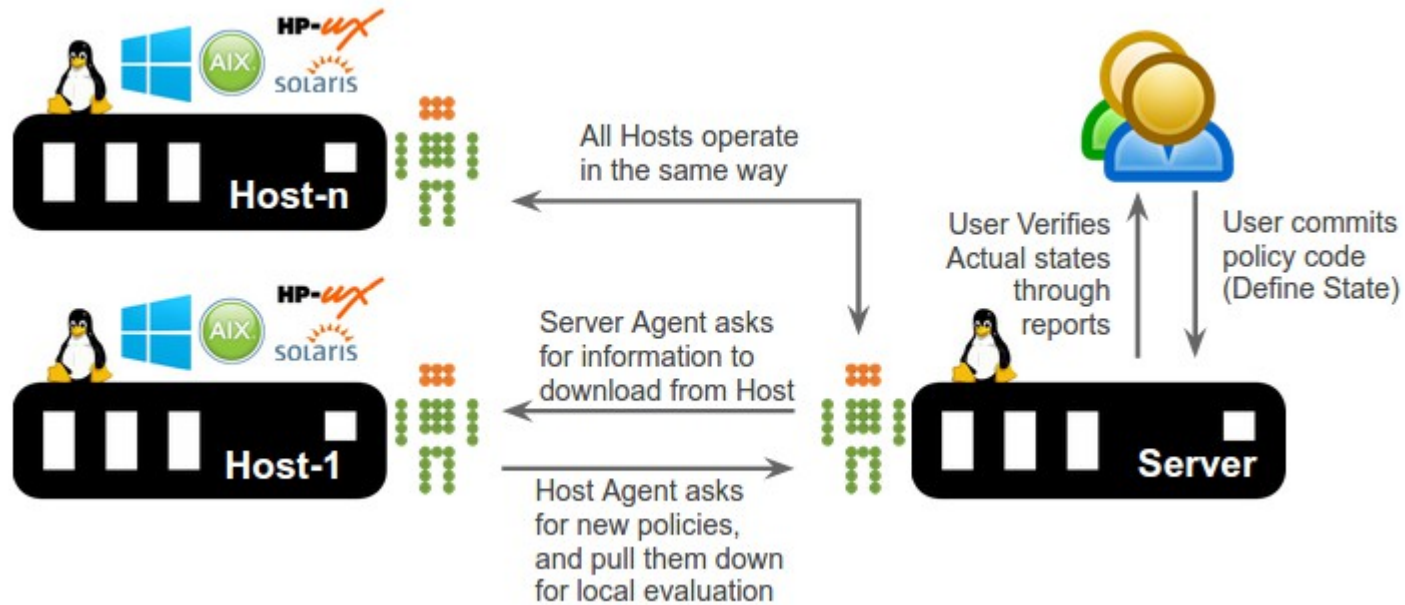 HP-UX
AIX
SOLARIS
Host-n
All Hosts operate
in the same way
User Verifies
Actual states
through
reports
User commits
policy code
(Define State)
HP-UX
AIX
SOLARIS
Host-1
Server Agent asks
for information to
download from Host
Host Agent asks
for new policies,
and pull them down
for local evaluation
Server